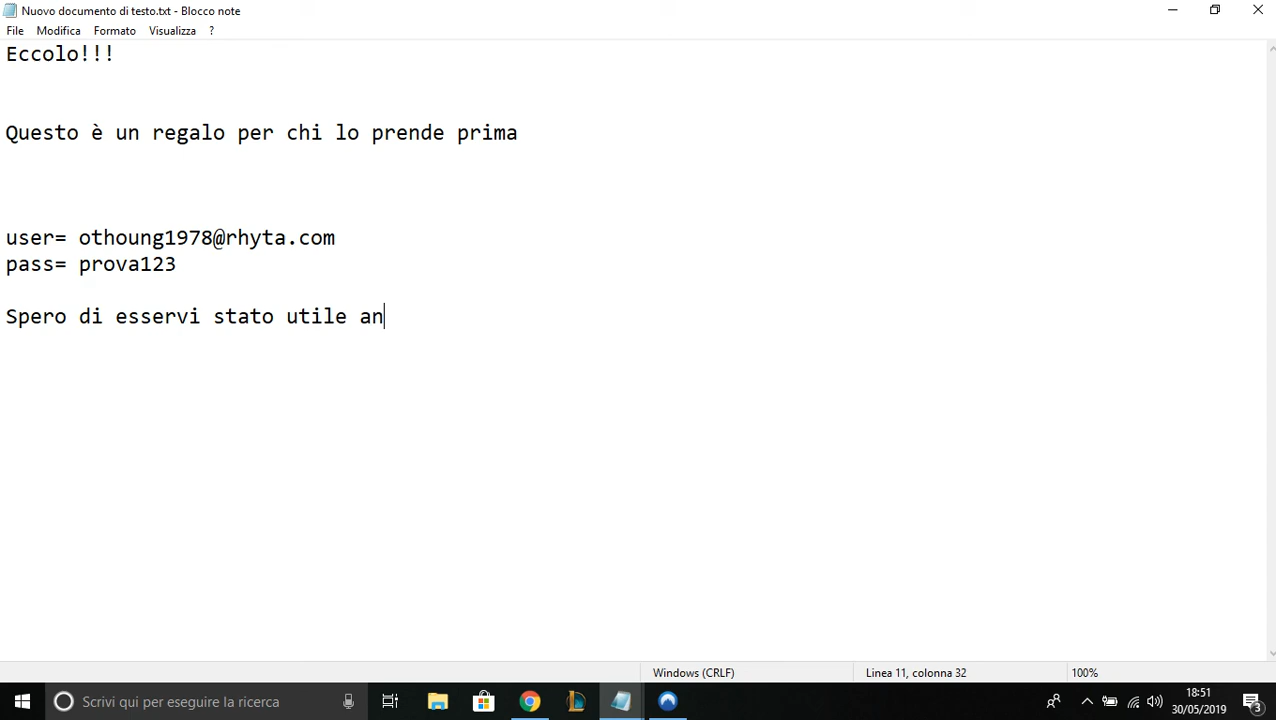 Nuovo documento di testo.txt - Blocco note
File Modifica Formato Visualizza ?
Eccolo!!!
Questo è un regalo per chi lo prende prima
user= othoung1978@rhyta.com
pass= prova123
Spero di esservi stato utile an
Windows (CRLF) Linea 11, colonna 32 100%
Scrivi qui per eseguire la ricerca
18:51
30/05/2019
3